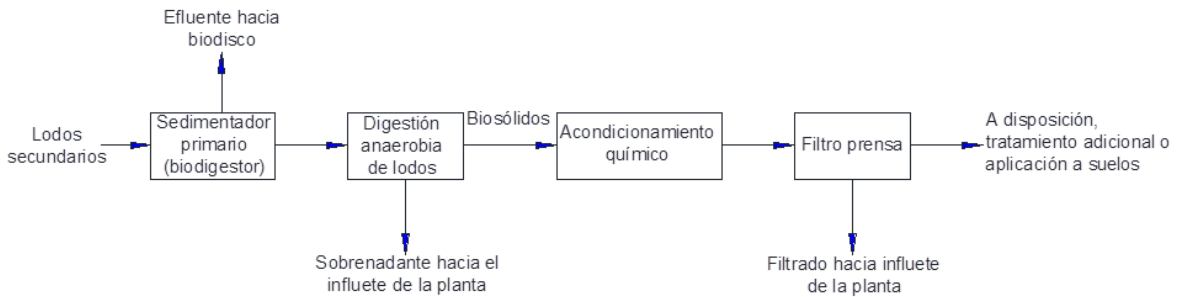 Efluente hacia
biodisco
Lodos
secundarios
Sedimentador
primario
(biodigestor)
Digestión
anaerobia
de lodos
Biosólidos
Acondicionamiento
químico
Filtro prensa
A disposición,
tratamiento adicional o
aplicación a suelos
Sobrenadante hacia el
influete de la planta
Filtrado hacia influete
de la planta